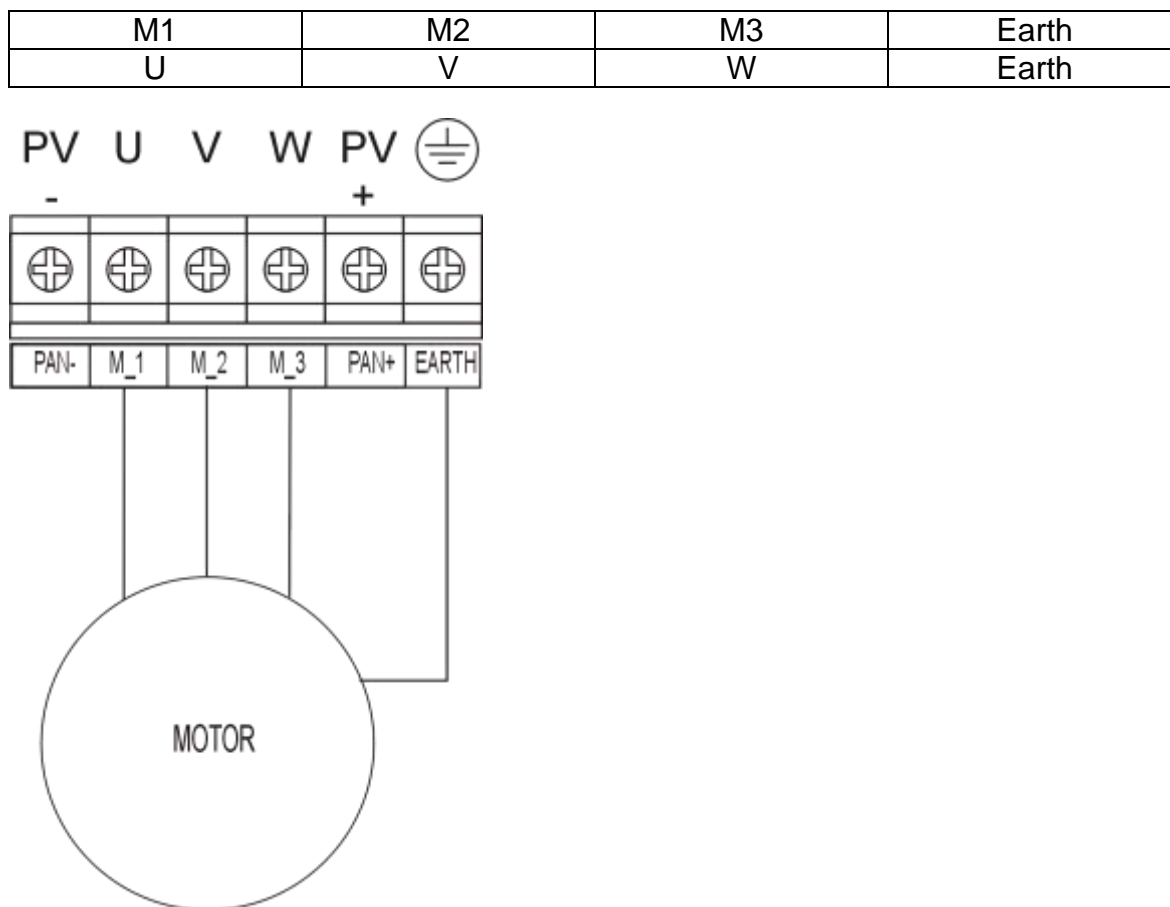 M1 M2 M3 Earth
U V W Earth
PV U V W PV
- +
PAN- M_1 M_2 M_3 PAN+ EARTH
MOTOR